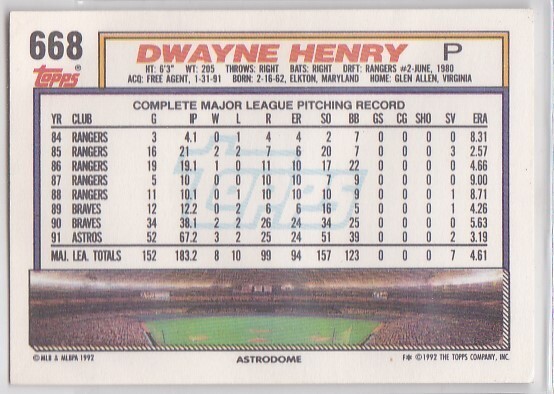 668 DWAYNE HENRY P
Topps® HT: 6'3" WT: 205 THROWS: RIGHT BATS: RIGHT DRFT: RANGERS #2-JUNE, 1980
ACQ: FREE AGENT, 1-31-91 BORN: 2-16-62, ELKTON, MARYLAND HOME: GLEN ALLEN, VIRGINIA
COMPLETE MAJOR LEAGUE PITCHING RECORD
YR CLUB G IP W L R ER SO BB GS CG SHO SV ERA
84 RANGERS 3 4.1 0 1 4 4 2 7 0 0 0 0 8.31
85 RANGERS 16 21 2 2 7 6 20 7 0 0 0 3 2.57
86 RANGERS 19 19.1 1 0 11 10 17 22 0 0 0 0 4.66
87 RANGERS 5 10 0 0 10 10 7 9 0 0 0 0 9.00
88 RANGERS 11 10.1 0 1 10 10 10 9 0 0 0 1 8.71
89 BRAVES 12 12.2 0 2 6 6 16 5 0 0 0 1 4.26
90 BRAVES 34 38.1 2 2 26 24 34 25 0 0 0 0 5.63
91 ASTROS 52 67.2 3 2 25 24 51 39 0 0 0 2 3.19
MAJ. LEA. TOTALS 152 183.2 8 10 99 94 157 123 0 0 0 7 4.61
Topps
©MLB & MLBPA 1992 ASTRODOME F✻ ©1992 THE TOPPS COMPANY, INC.